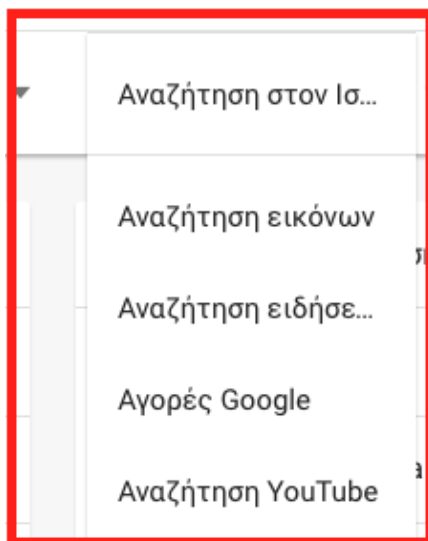 Αναζήτηση στον Ισ...
Αναζήτηση εικόνων
Αναζήτηση ειδήσε...
Αγορές Google
Αναζήτηση YouTube